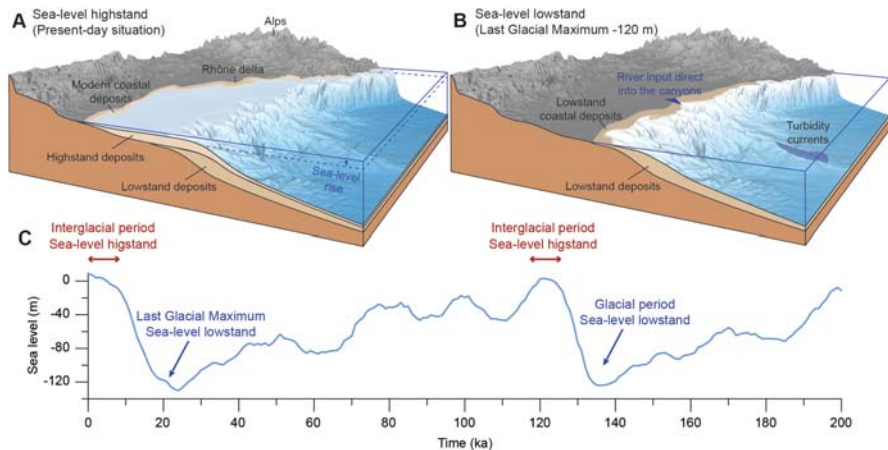 A
Sea-level highstand
(Present-day situation)
Alps
Rhône delta
Modern coastal
deposits
Highstand deposits
Lowstand deposits
Sea-level
rise
B
Sea-level lowstand
(Last Glacial Maximum -120 m)
River input direct
into the canyons
Lowstand
coastal deposits
Turbidity
currents
Lowstand deposits
C
Interglacial period
Sea-level higstand
Interglacial period
Sea-level higstand
Last Glacial Maximum
Sea-level lowstand
Glacial period
Sea-level lowstand
Sea level (m)
0
-40
-80
-120
0 20 40 60 80 100 120 140 160 180 200
Time (ka)